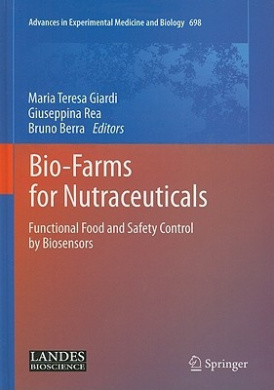 Advances in Experimental Medicine and Biology 698
Maria Teresa Giardi
Giuseppina Rea
Bruno Berra Editors
Bio-Farms
for Nutraceuticals
Functional Food and Safety Control
by Biosensors
LANDES
BIOSCIENCE
Springer